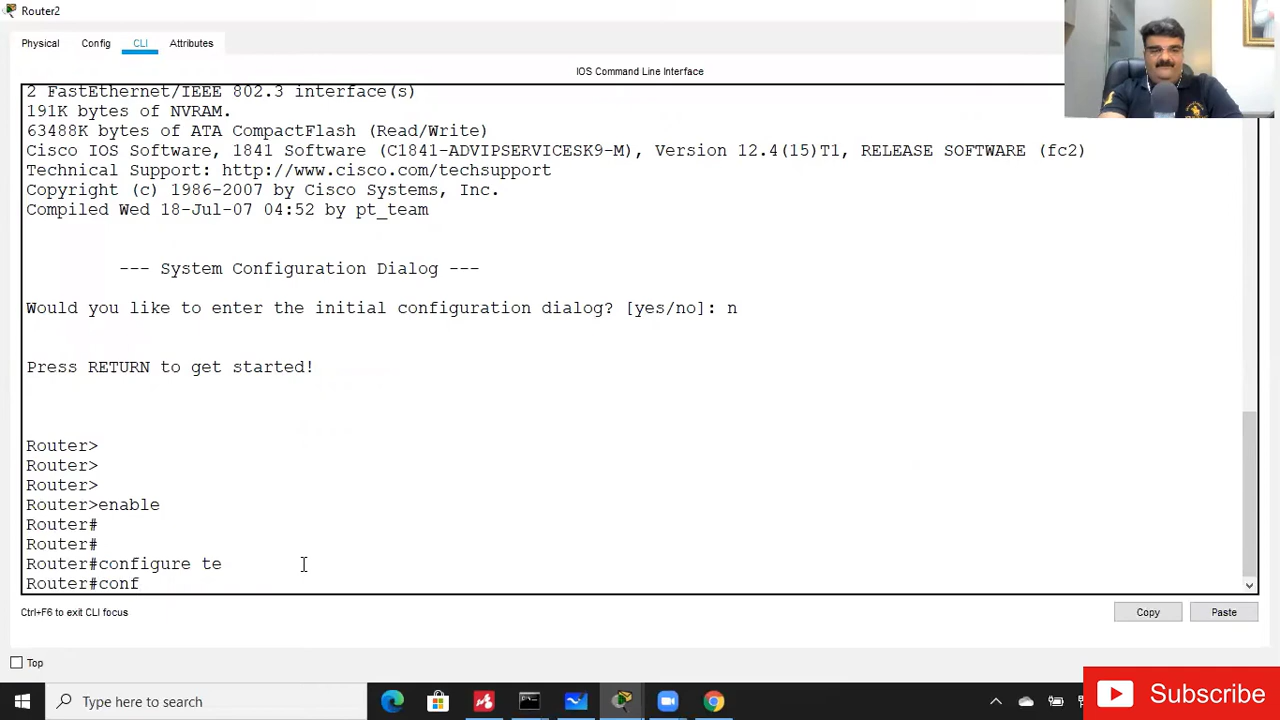 Router2
Physical
Config
CLI
Attributes
IOS Command Line Interface
2 FastEthernet/IEEE 802.3 interface(s)
191K bytes of NVRAM.
63488K bytes of ATA CompactFlash (Read/Write)
Cisco IOS Software, 1841 Software (C1841-ADVIPSERVICESK9-M), Version 12.4(15)T1, RELEASE SOFTWARE (fc2)
Technical Support: http://www.cisco.com/techsupport
Copyright (c) 1986-2007 by Cisco Systems, Inc.
Compiled Wed 18-Jul-07 04:52 by pt_team
--- System Configuration Dialog ---
Would you like to enter the initial configuration dialog? [yes/no]: n
Press RETURN to get started!
Router>
Router>
Router>
Router>enable
Router#
Router#
Router#configure te
Router#conf
Ctrl+F6 to exit CLI focus
Copy
Paste
Top
Type here to search
Subscribe